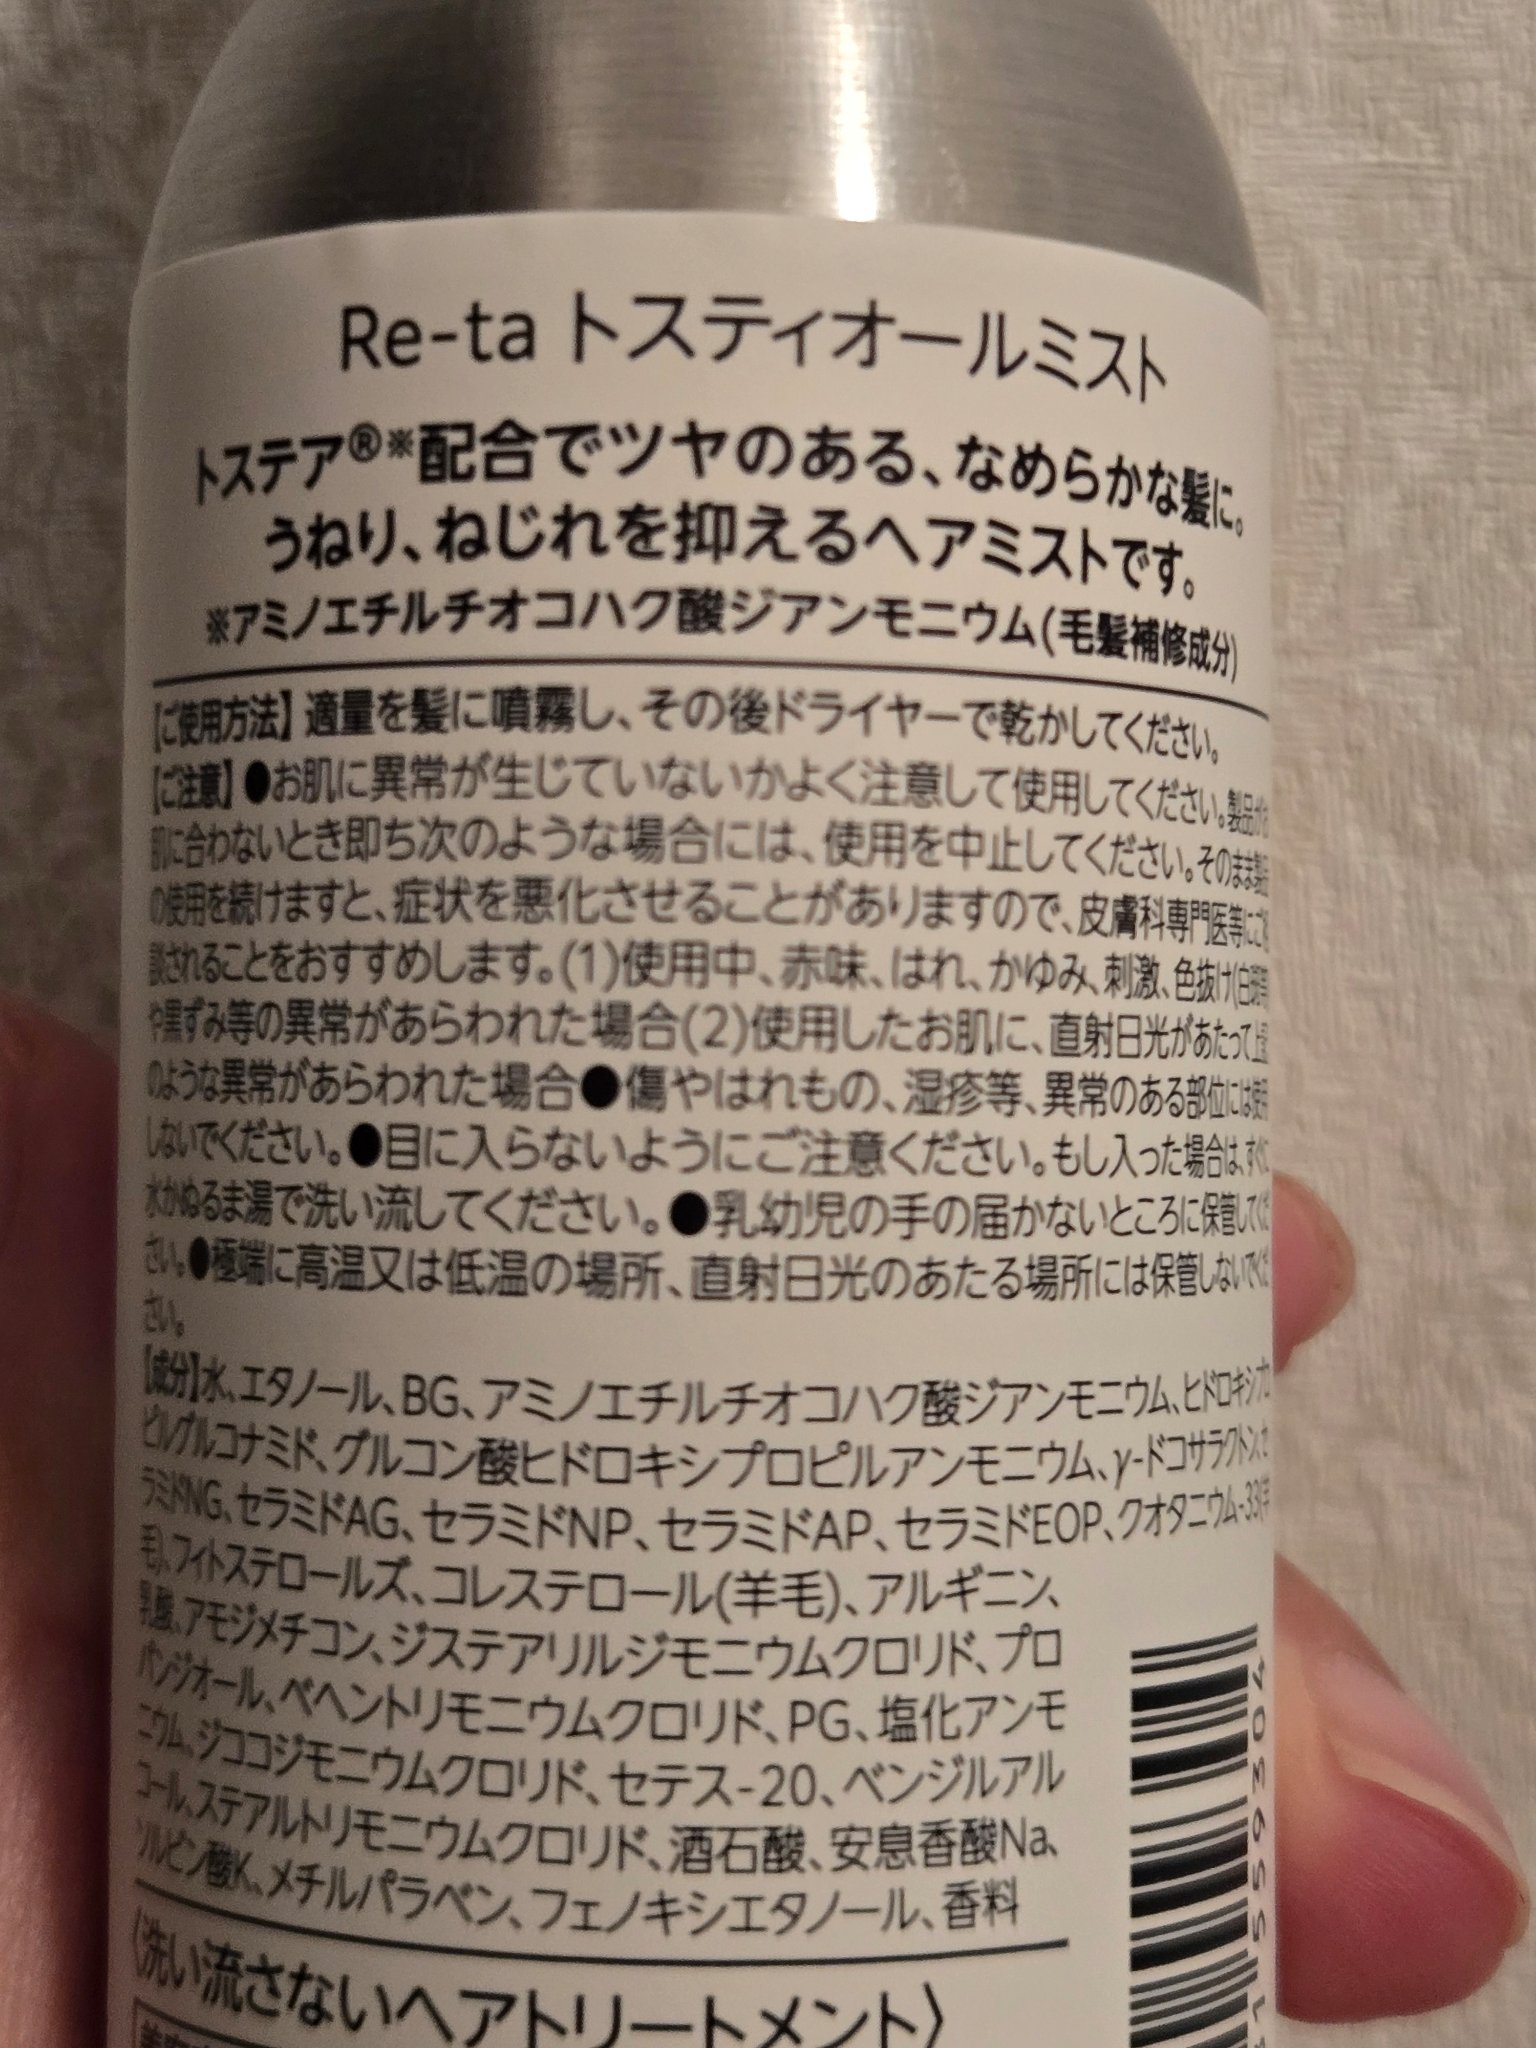 Re-ta トスティオールミスト
トステア®※配合でツヤのある、なめらかな髪に。
うねり、ねじれを抑えるヘアミストです。
※アミノエチルチオコハク酸ジアンモニウム(毛髪補修成分)
【ご使用方法】適量を髪に噴霧し、その後ドライヤーで乾かしてください。
【ご注意】●お肌に異常が生じていないかよく注意して使用してください。製品がお
肌に合わないとき即ち次のような場合には、使用を中止してください。そのまま製品
の使用を続けますと、症状を悪化させることがありますので、皮膚科専門医等にご相
談されることをおすすめします。(1)使用中、赤味、はれ、かゆみ、刺激、色抜け(白斑等)
や黒ずみ等の異常があらわれた場合(2)使用したお肌に、直射日光があたって上記
のような異常があらわれた場合●傷やはれもの、湿疹等、異常のある部位には使用
しないでください。●目に入らないようにご注意ください。もし入った場合は、すぐに
水かぬるま湯で洗い流してください。●乳幼児の手の届かないところに保管してくだ
さい。●極端に高温又は低温の場所、直射日光のあたる場所には保管しないでくだ
さい。
【成分】水、エタノール、BG、アミノエチルチオコハク酸ジアンモニウム、ヒドロキシプロ
ピルグルコナミド、グルコン酸ヒドロキシプロピルアンモニウム、γ-ドコサラクトン、セ
ラミドNG、セラミドAG、セラミドNP、セラミドAP、セラミドEOP、クオタニウム-33(羊
毛)、フィトステロールズ、コレステロール(羊毛)、アルギニン、
乳酸、アモジメチコン、ジステアリルジモニウムクロリド、プロ
パンジオール、ベヘントリモニウムクロリド、PG、塩化アンモ
ニウム、ジココジモニウムクロリド、セテス-20、ベンジルアル
コール、ステアルトリモニウムクロリド、酒石酸、安息香酸Na、
ソルビン酸K、メチルパラベン、フェノキシエタノール、香料
〈洗い流さないヘアトリートメント〉
559304